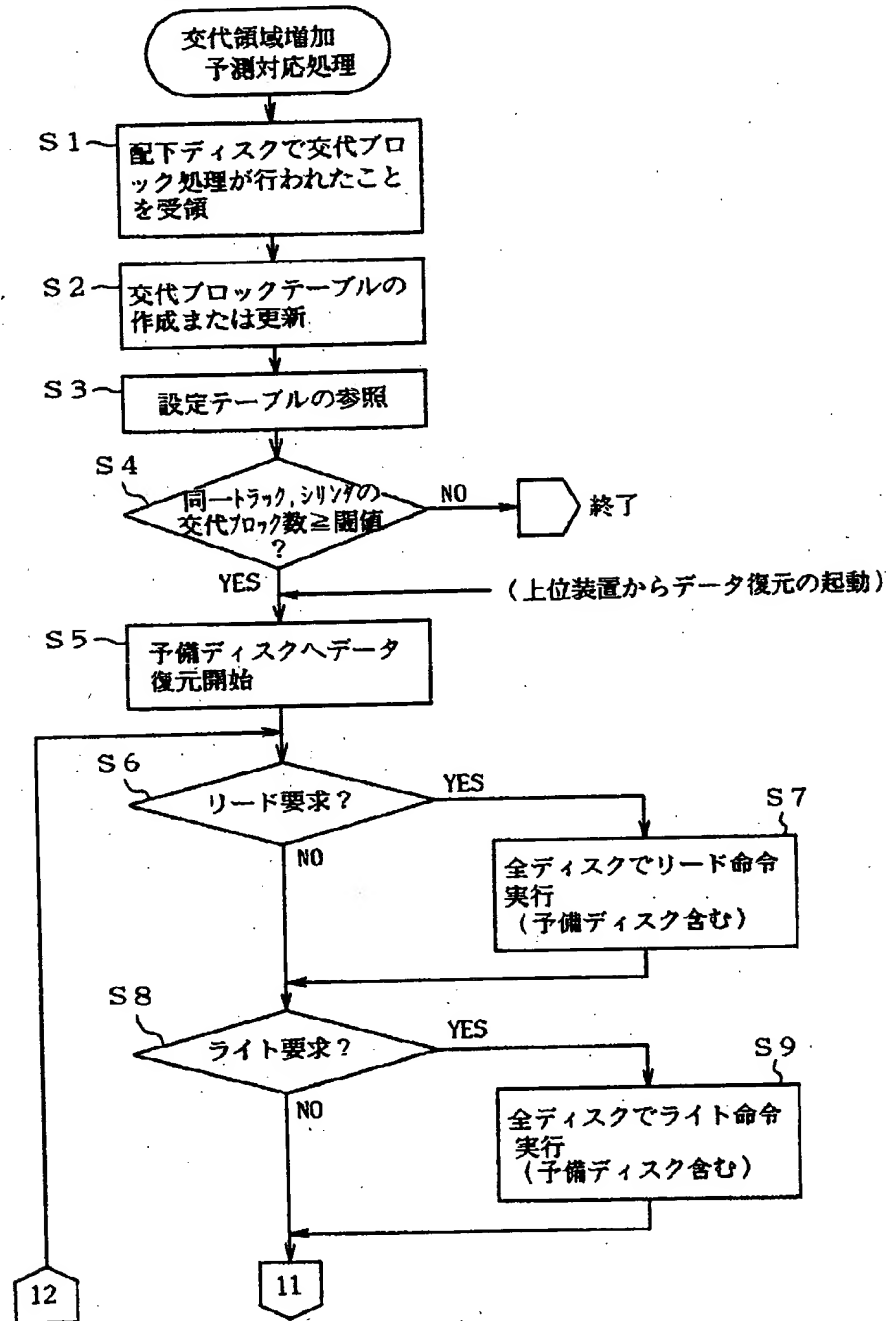 交代領域増加
予測対応処理
S1
配下ディスクで交代ブロ
ック処理が行われたこと
を受領
S2
交代ブロックテーブルの
作成または更新
S3
設定テーブルの参照
S4
同一トラック,シリンダの
交代ブロック数≧閾値
?
NO
終了
YES
(上位装置からデータ復元の起動)
S5
予備ディスクへデータ
復元開始
S6
リード要求?
YES
NO
S7
全ディスクでリード命令
実行
(予備ディスク含む)
S8
ライト要求?
YES
NO
S9
全ディスクでライト命令
実行
(予備ディスク含む)
12
11